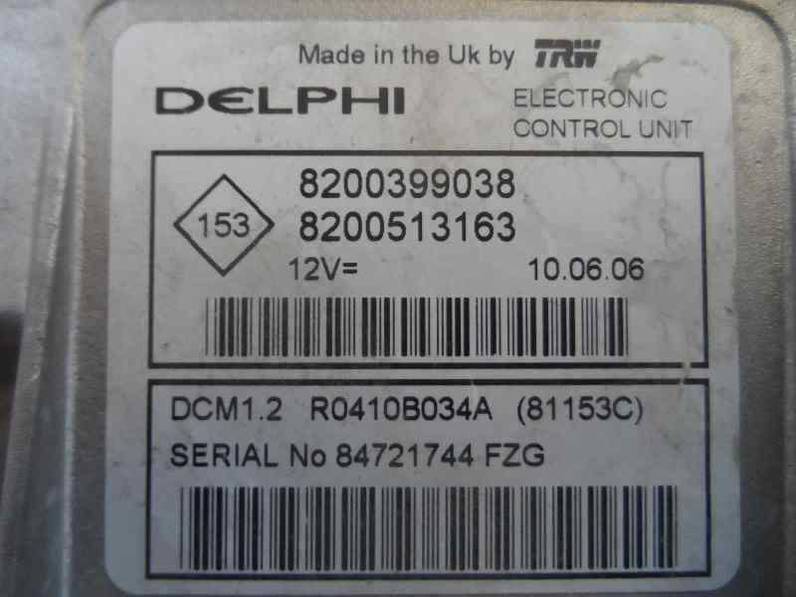 Made in the Uk by TRW
DELPHI
ELECTRONIC
CONTROL UNIT
8200399038
153
8200513163
12V= 10.06.06
DCM1.2 R0410B034A (81153C)
SERIAL No 84721744 FZG